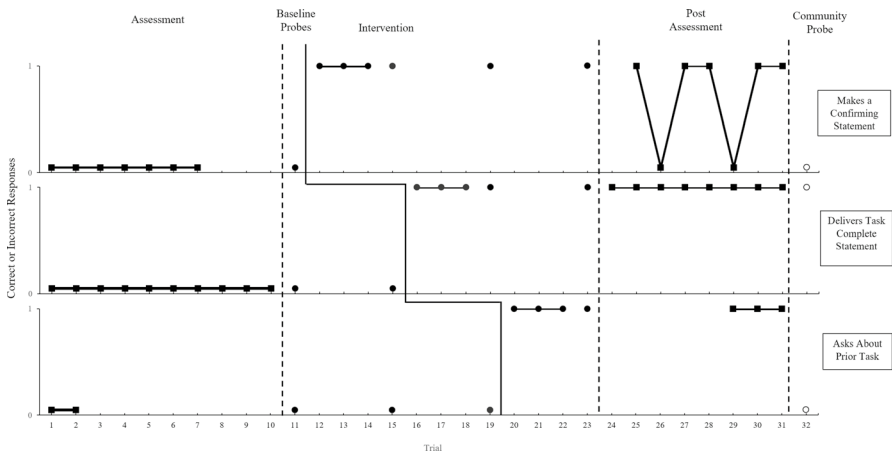 Assessment
Baseline
Probes
Intervention
Post
Assessment
Community
Probe
Correct or Incorrect Responses
1
0
Makes a
Confirming
Statement
1
0
Delivers Task
Complete
Statement
1
0
Asks About
Prior Task
1 2 3 4 5 6 7 8 9 10 11 12 13 14 15 16 17 18 19 20 21 22 23 24 25 26 27 28 29 30 31 32
Trial